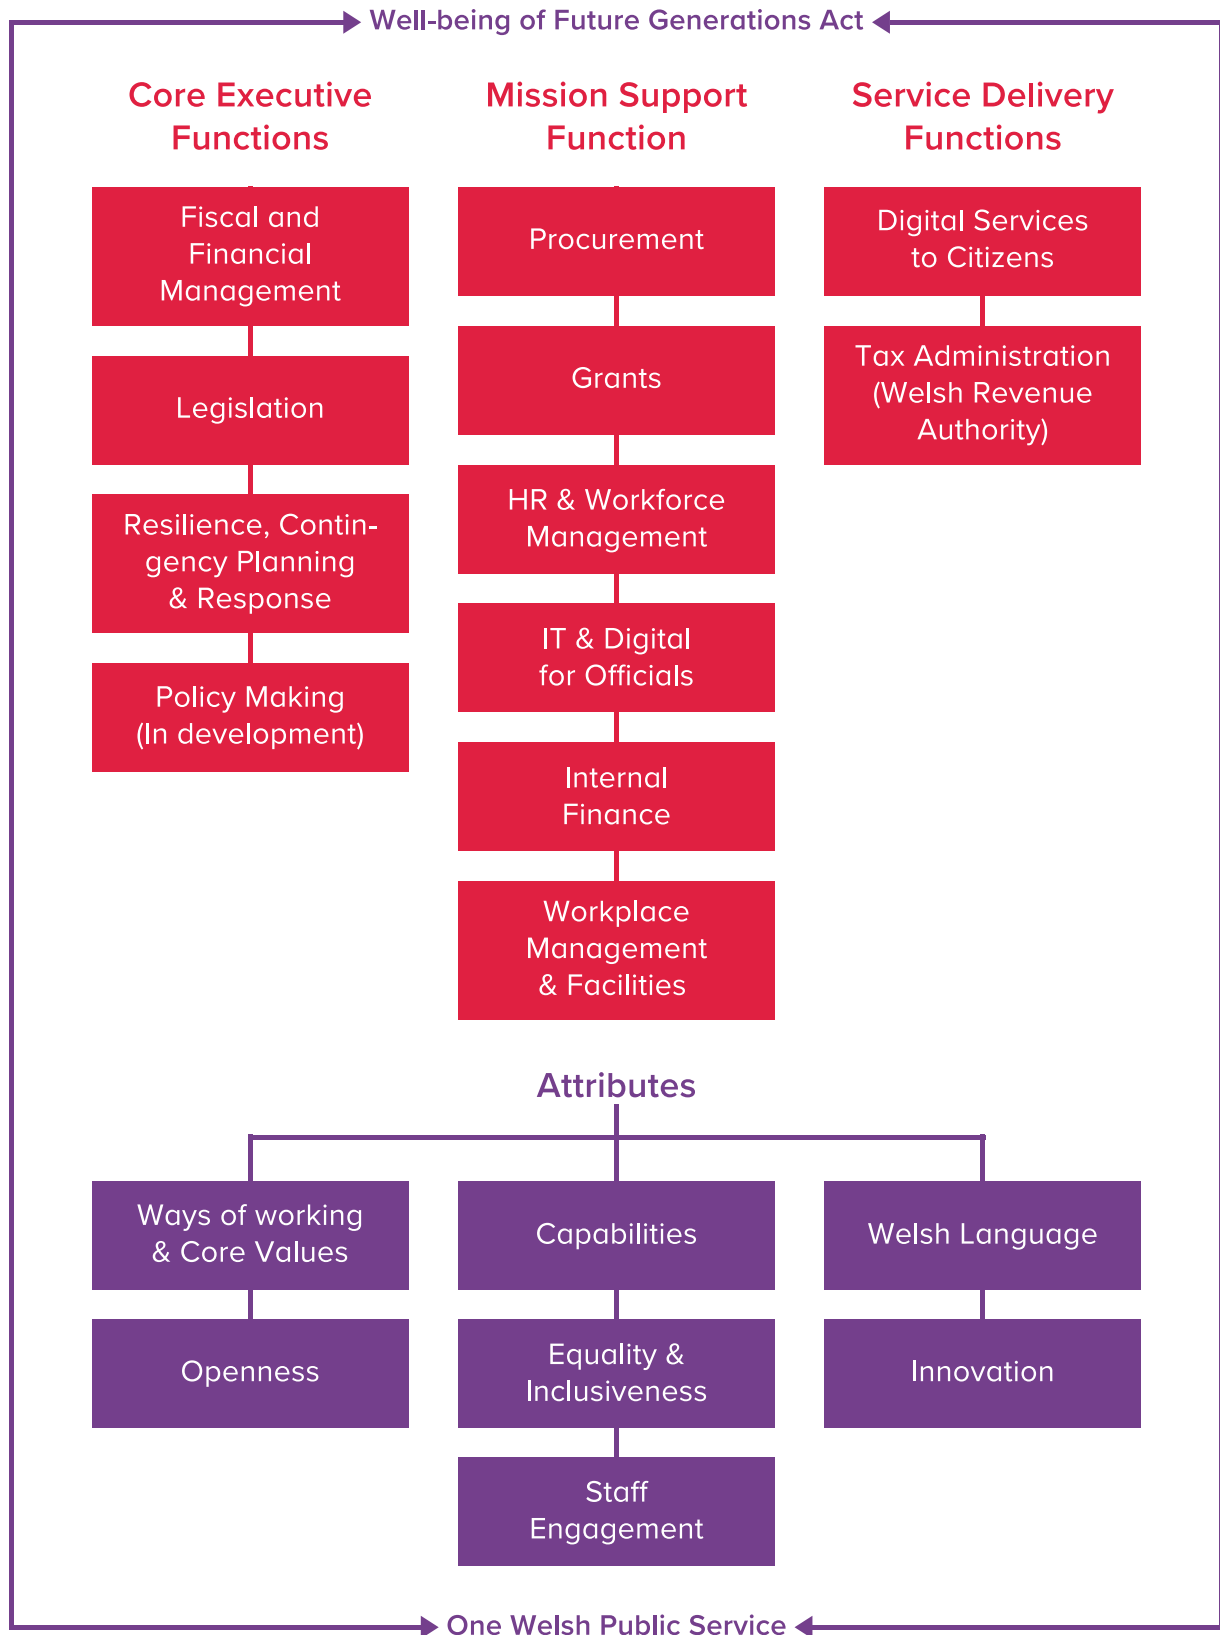 Well-being of Future Generations Act
Core Executive
Functions
Fiscal and
Financial
Management
Legislation
Resilience, Contin-
gency Planning
& Response
Policy Making
(In development)
Mission Support
Function
Procurement
Grants
HR & Workforce
Management
IT & Digital
for Officials
Internal
Finance
Workplace
Management
& Facilities
Service Delivery
Functions
Digital Services
to Citizens
Tax Administration
(Welsh Revenue
Authority)
Attributes
Ways of working
& Core Values
Openness
Capabilities
Equality &
Inclusiveness
Staff
Engagement
Welsh Language
Innovation
One Welsh Public Service